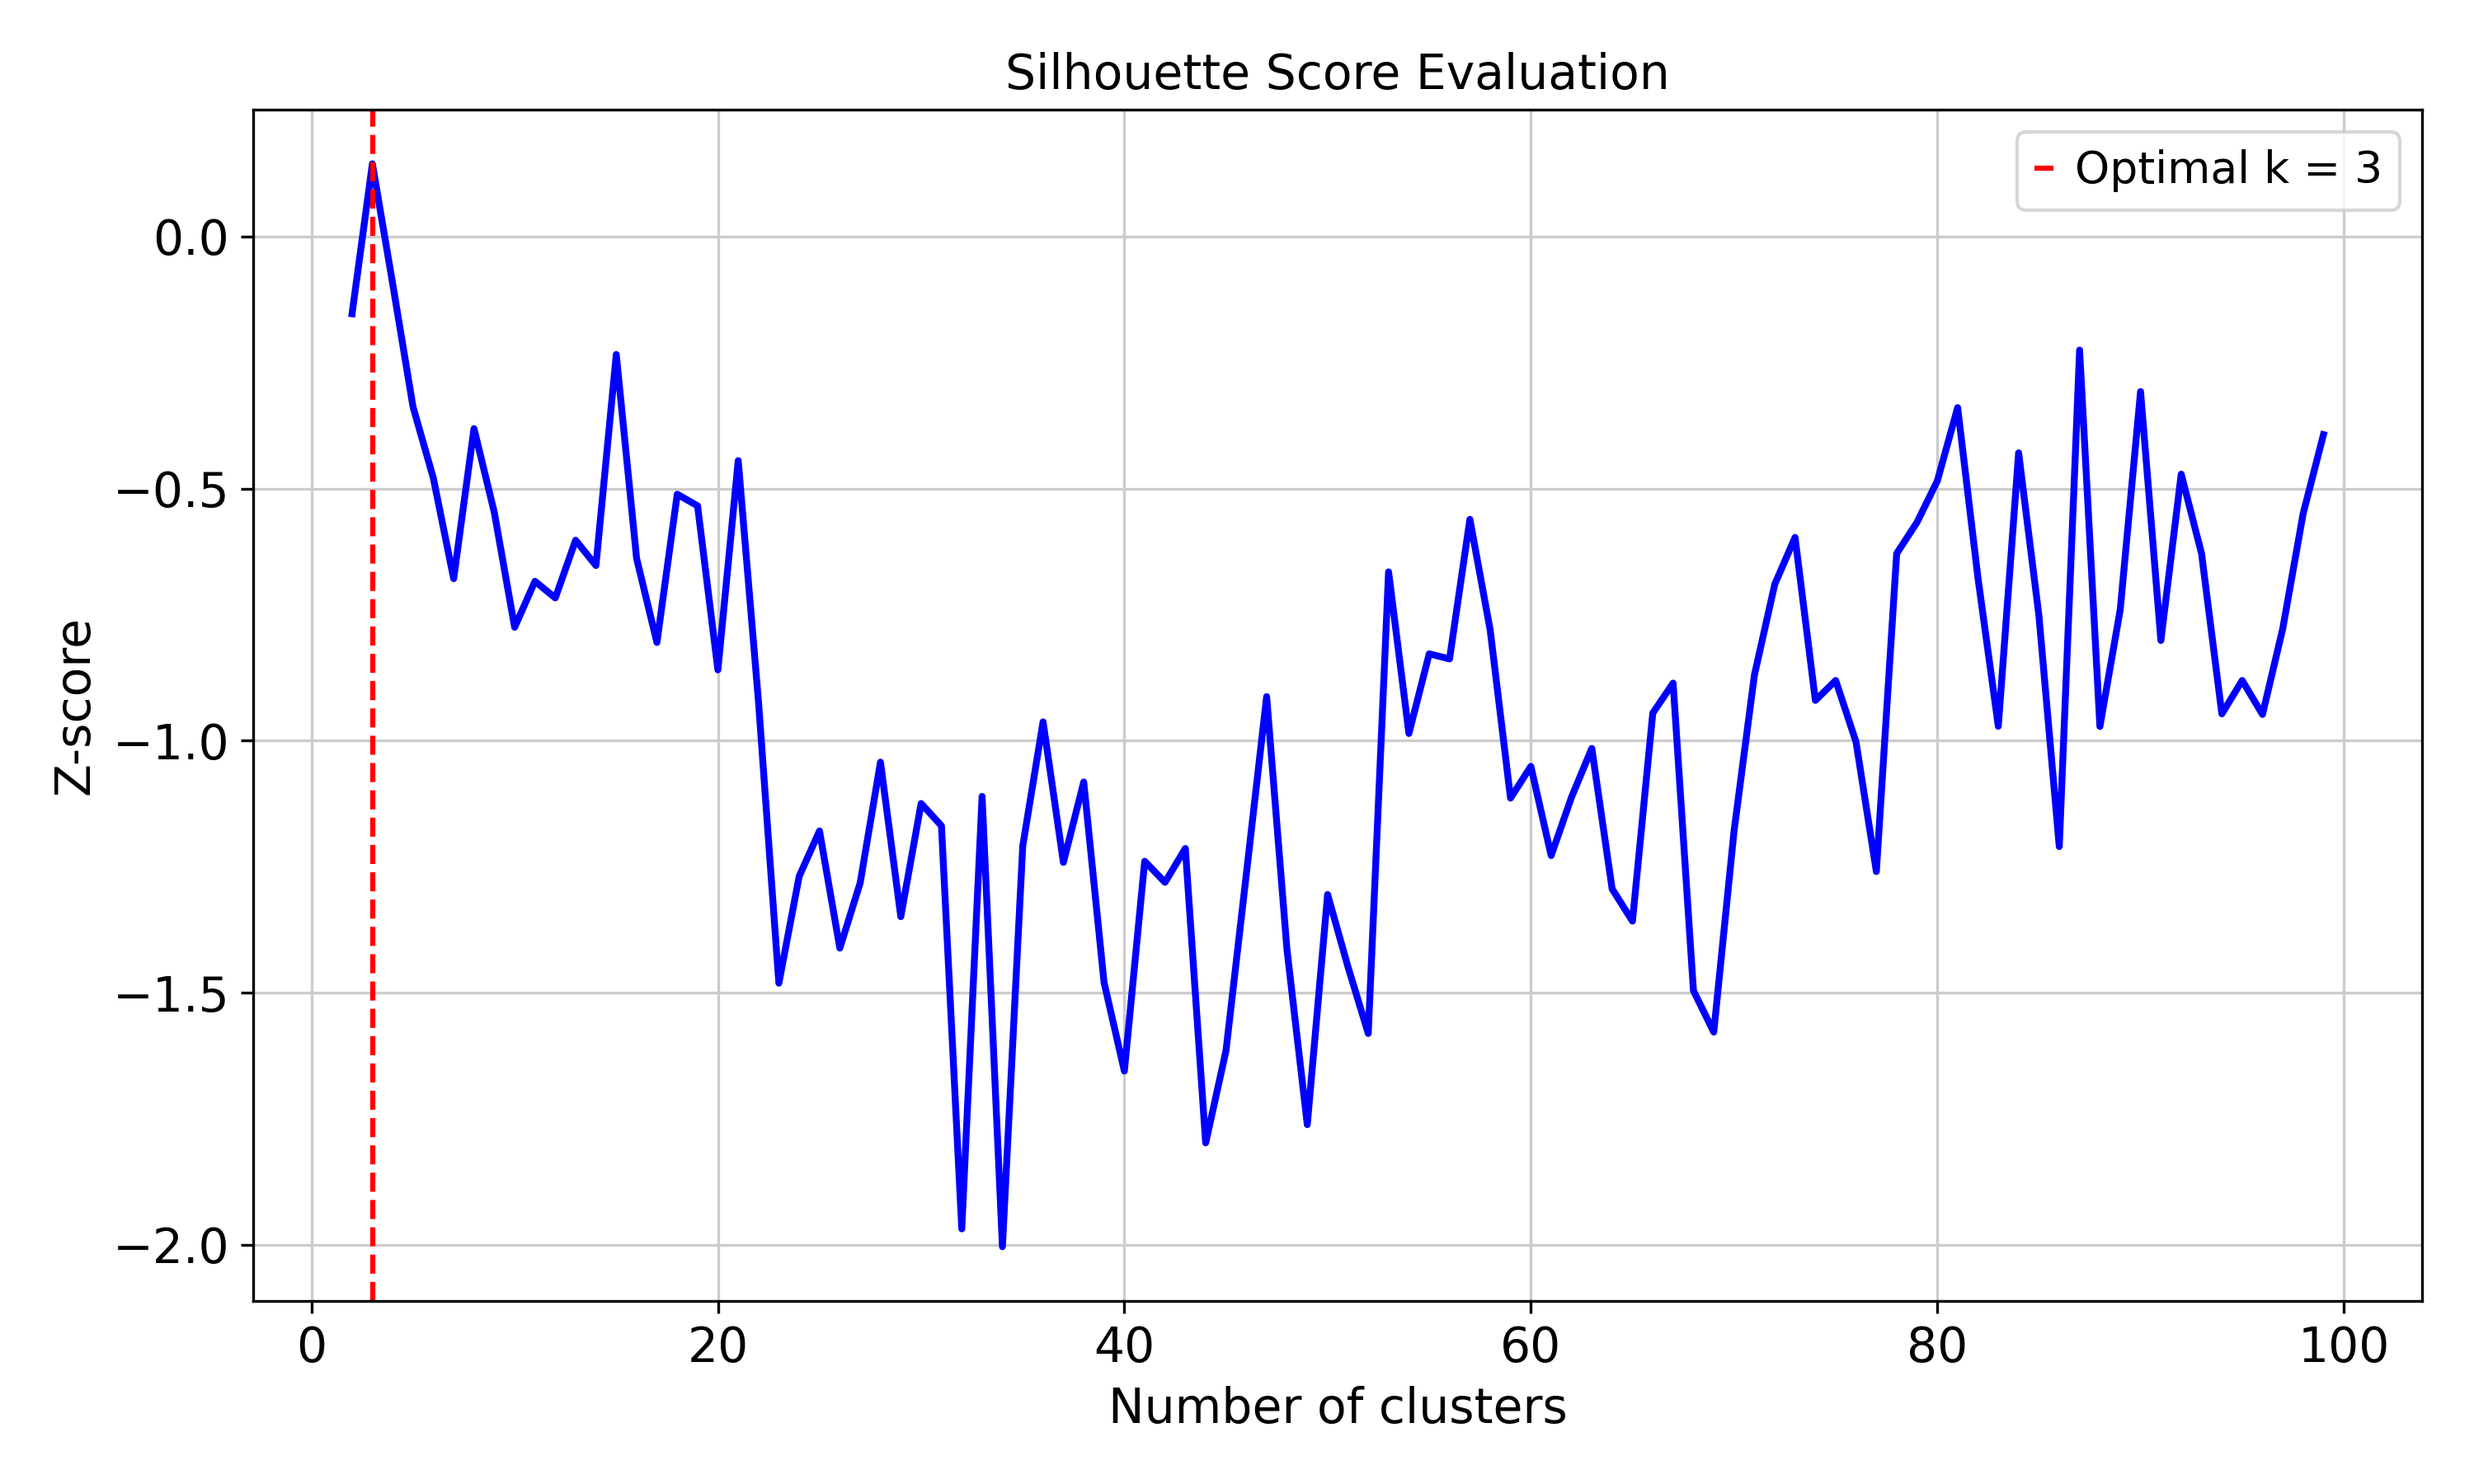 Silhouette Score Evaluation
Optimal k = 3
Z-score
0.0
−0.5
−1.0
−1.5
−2.0
0 20 40 60 80 100
Number of clusters